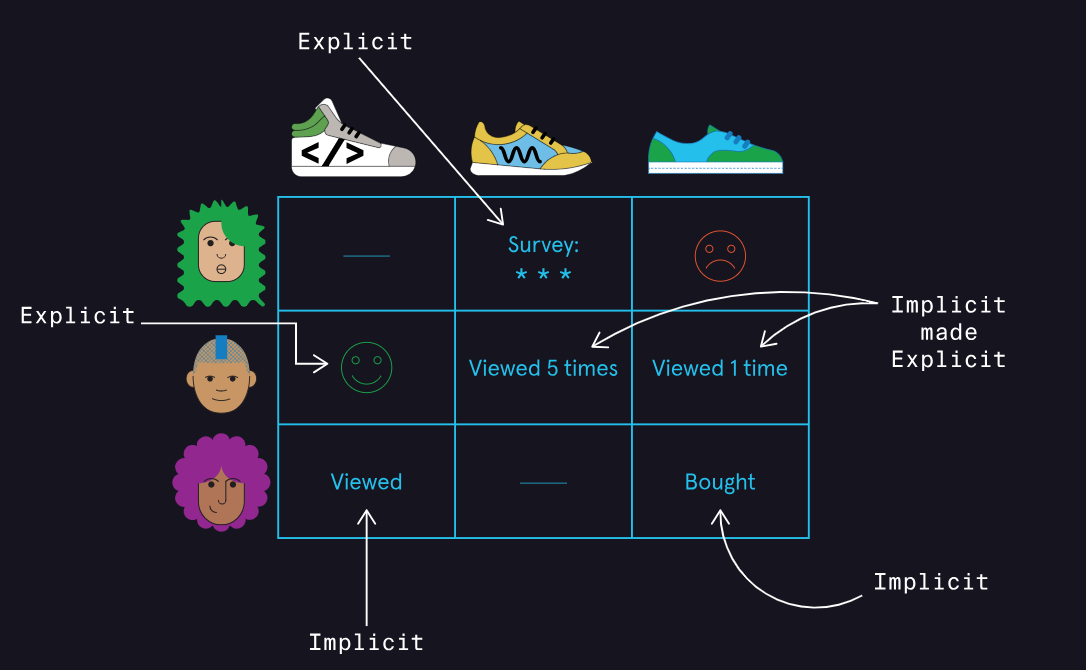 Explicit
</>
Survey:
* * *
Explicit
Implicit
made
Explicit
Viewed 5 times
Viewed 1 time
Viewed
Bought
Implicit
Implicit